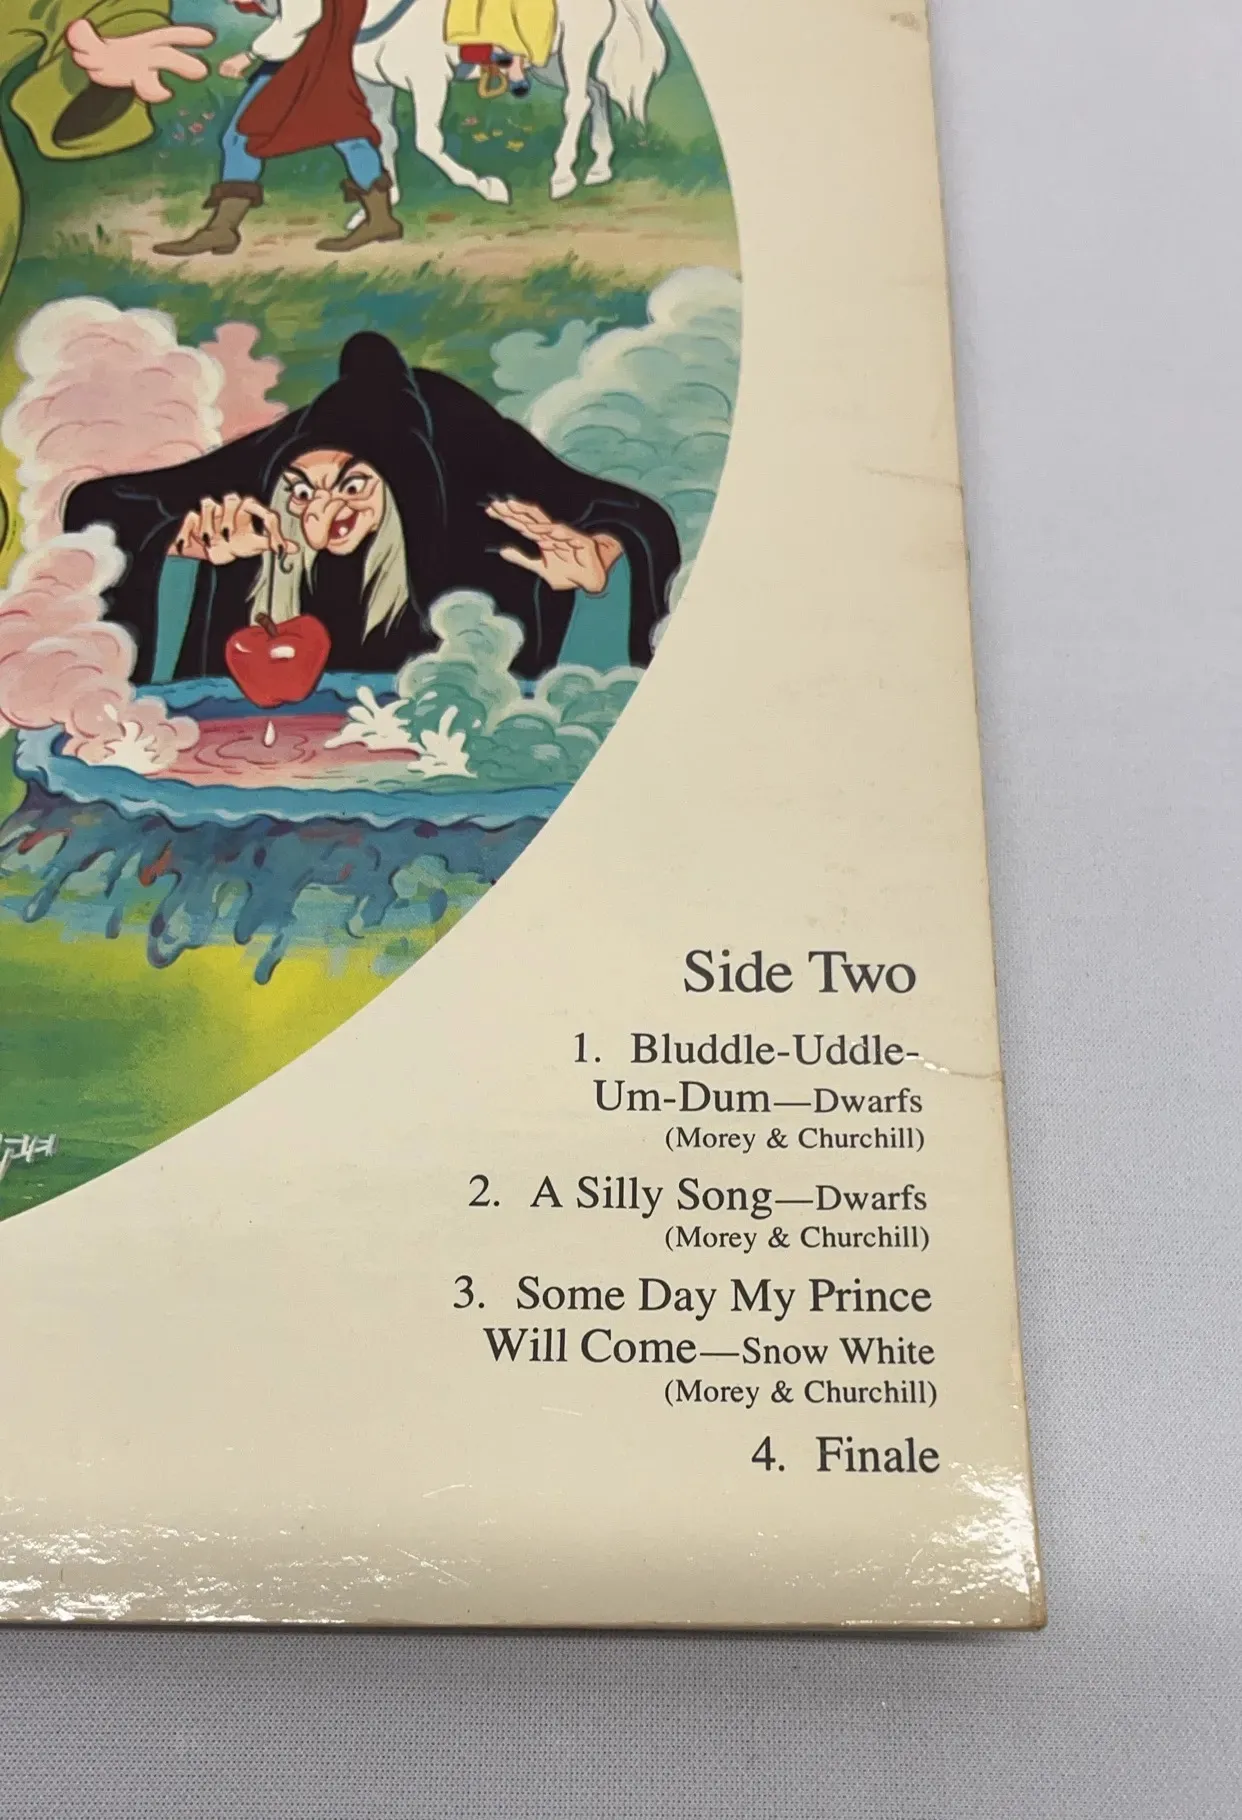 Side Two
1. Bluddle-Uddle-
Um-Dum—Dwarfs
(Morey & Churchill)
2. A Silly Song—Dwarfs
(Morey & Churchill)
3. Some Day My Prince
Will Come—Snow White
(Morey & Churchill)
4. Finale